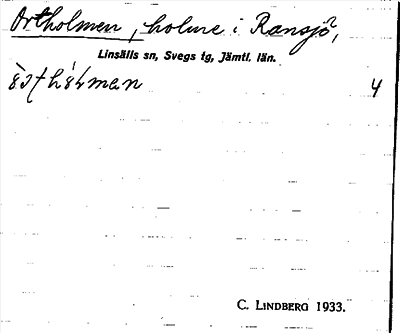 Ortholmen, holme i Ransjö,
Linsälls sn, Svegs tg, Jämtl. län.
4
C. LINDBERG 1933.